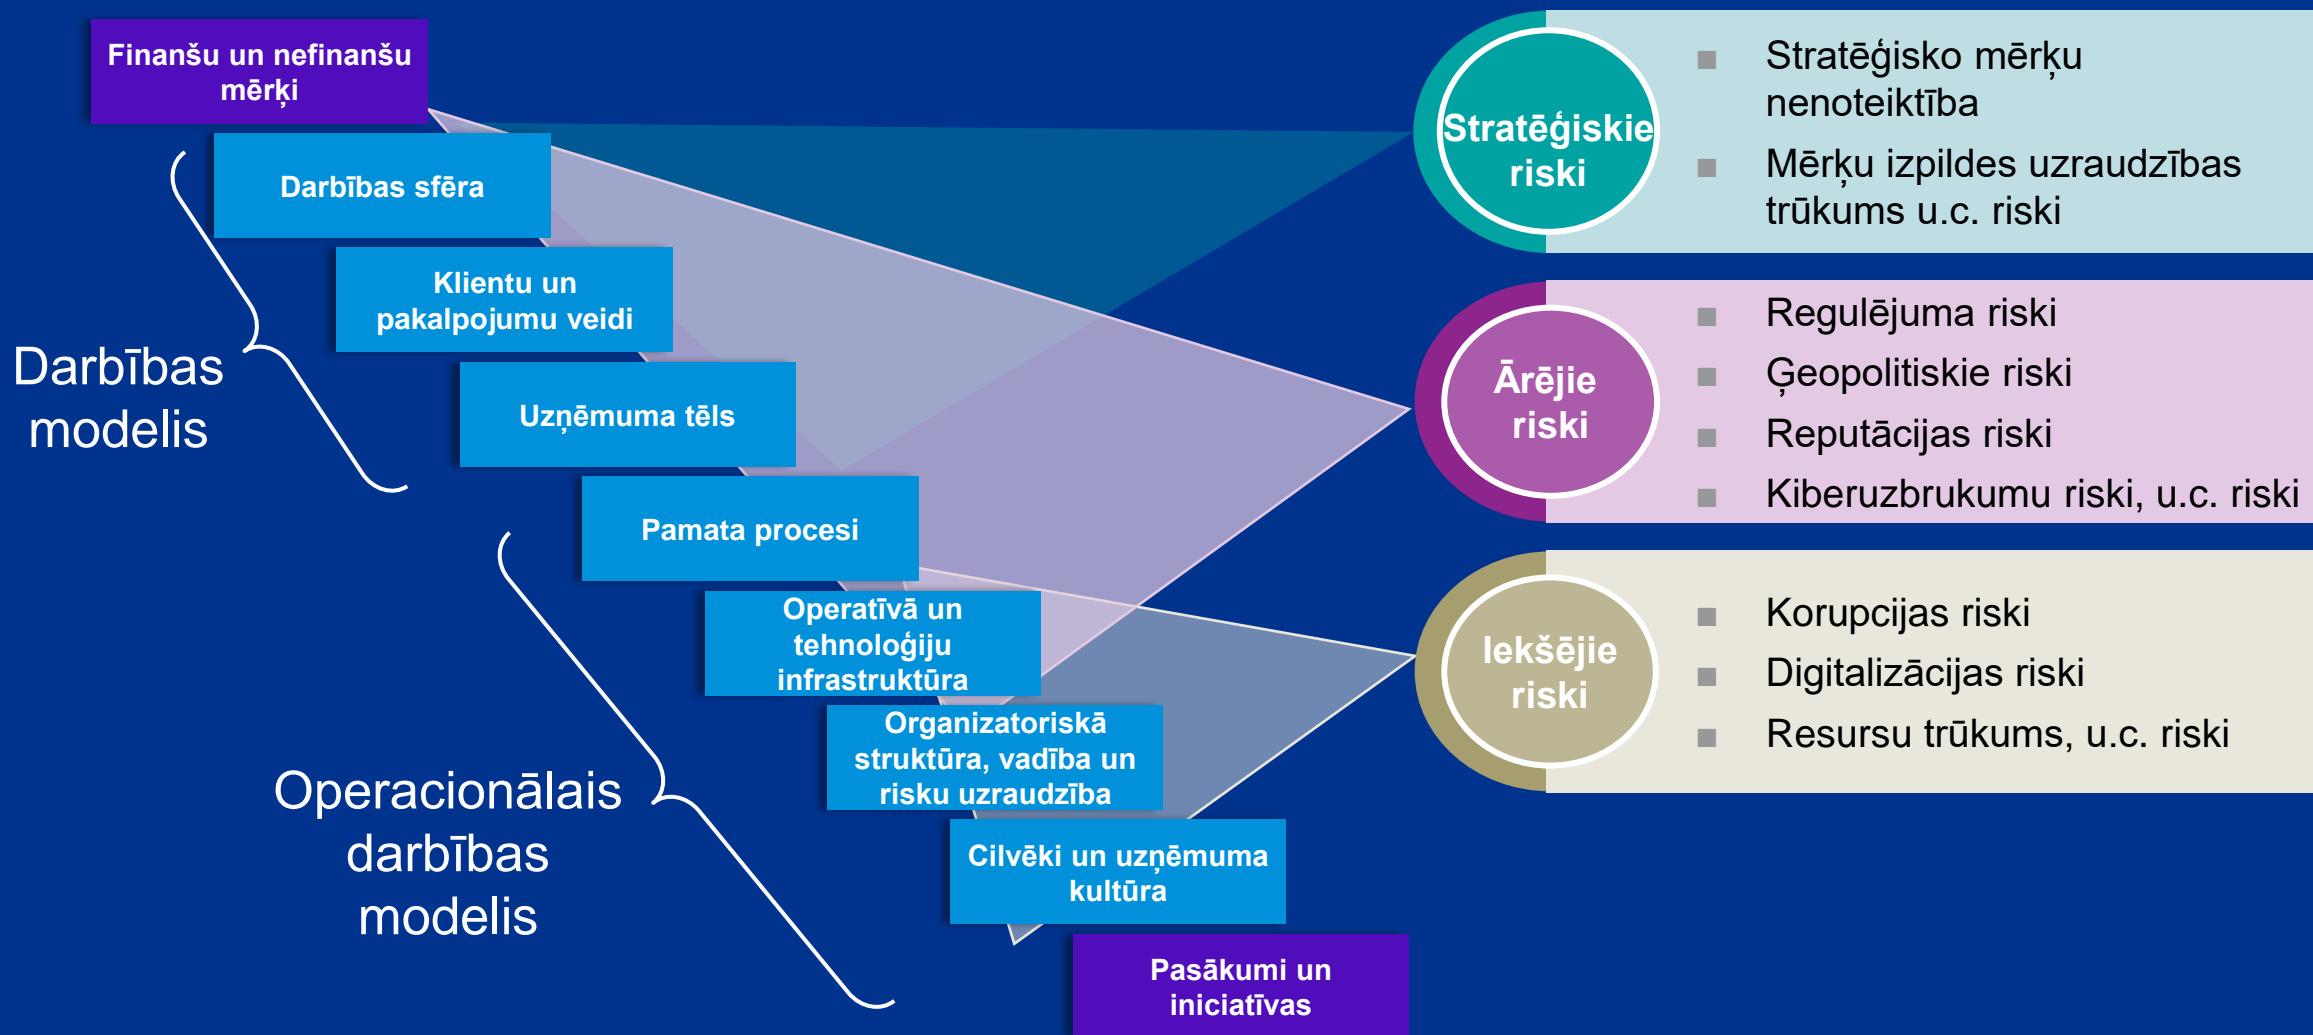 Finanšu un nefinanšu
mērķi
Darbības sfēra
Klientu un
pakalpojumu veidi
Uzņēmuma tēls
Pamata procesi
Operatīvā un
tehnoloģiju
infrastruktūra
Organizatoriskā
struktūra, vadība un
risku uzraudzība
Cilvēki un uzņēmuma
kultūra
Pasākumi un
iniciatīvas
Darbības
modelis
Operacionālais
darbības
modelis
Stratēģiskie
riski
Stratēģisko mērķu
nenoteiktība
Mērķu izpildes uzraudzības
trūkums u.c. riski
Ārējie
riski
Regulējuma riski
Ģeopolitiskie riski
Reputācijas riski
Kiberuzbrukumu riski, u.c. riski
Iekšējie
riski
Korupcijas riski
Digitalizācijas riski
Resursu trūkums, u.c. riski